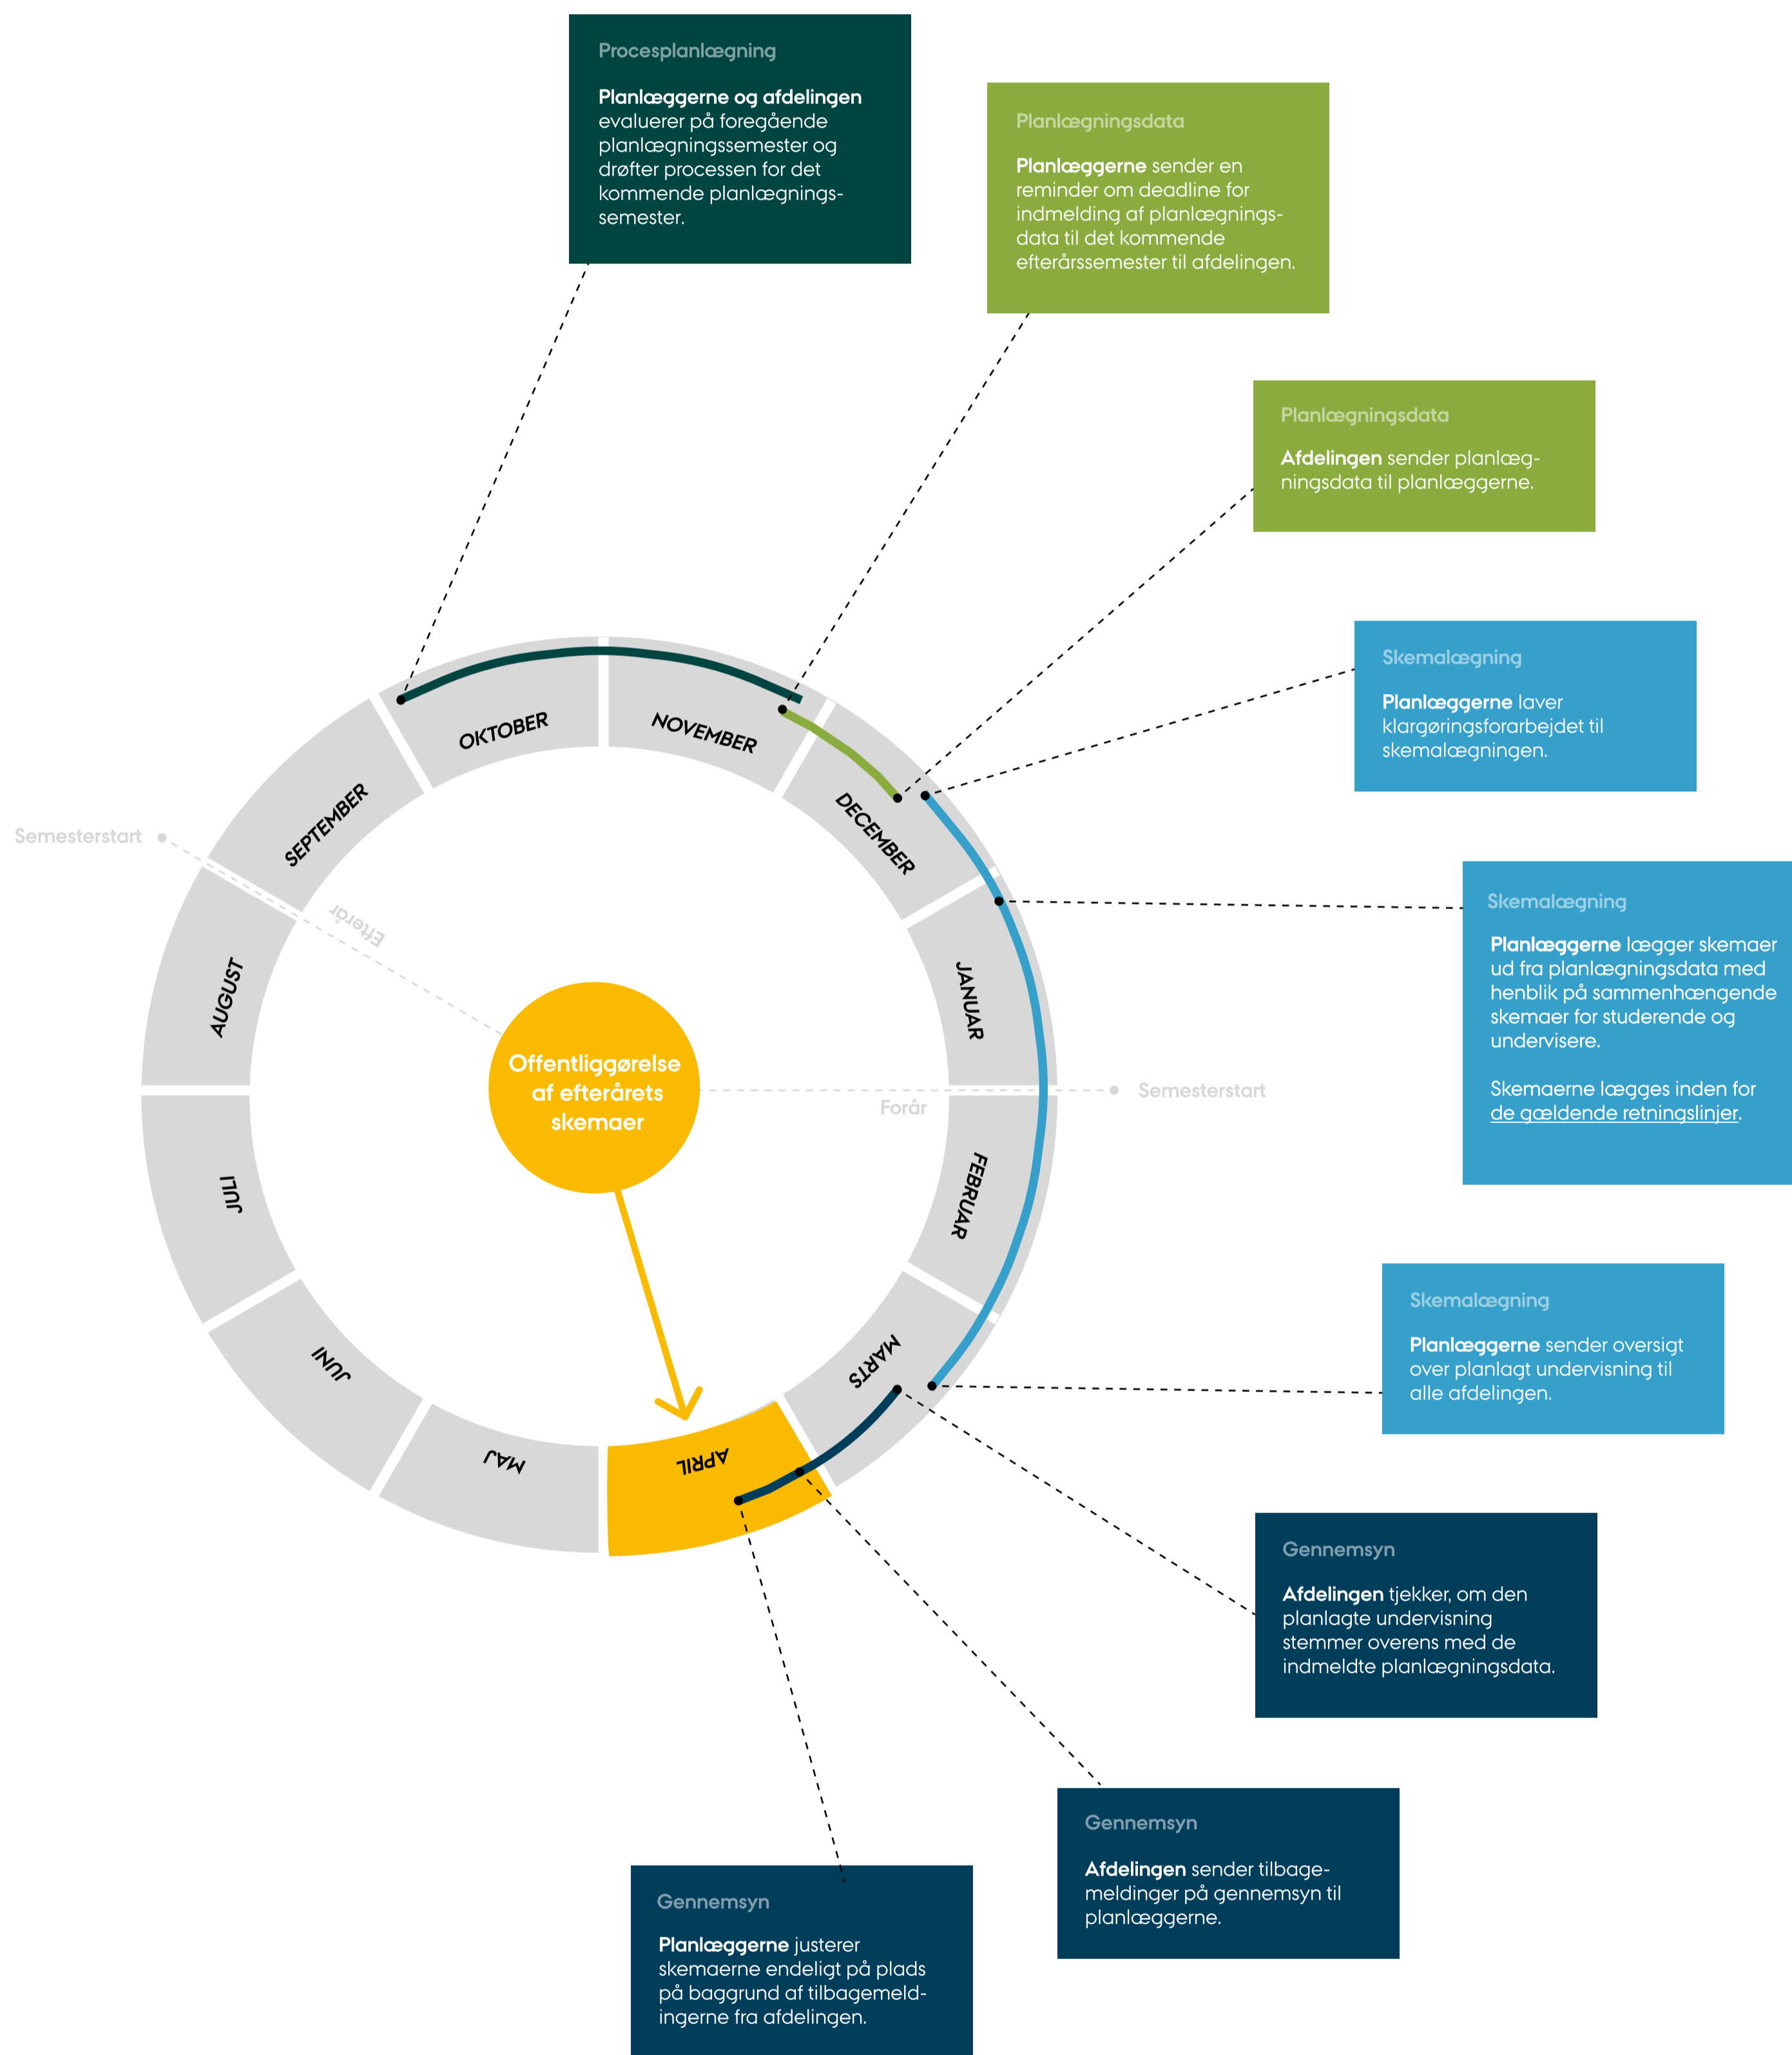 Procesplanlægning
Planlæggerne og afdelingen
evaluerer på foregående
planlægningssemester og
drøfter processen for det
kommende planlægnings-
semester.
Planlægningsdata
Planlæggerne sender en
reminder om deadline for
indmelding af planlægnings-
data til det kommende
efterårssemester til afdelingen.
Planlægningsdata
Afdelingen sender planlæg-
ningsdata til planlæggerne.
Skemalægning
Planlæggerne laver
klargøringsforarbejdet til
skemalægningen.
Skemalægning
Planlæggerne lægger skemaer
ud fra planlægningsdata med
henblik på sammenhængende
skemaer for studerende og
undervisere.
Skemaerne lægges inden for
de gældende retningslinjer.
Skemalægning
Planlæggerne sender oversigt
over planlagt undervisning til
alle afdelingen.
Gennemsyn
Afdelingen tjekker, om den
planlagte undervisning
stemmer overens med de
indmeldte planlægningsdata.
Gennemsyn
Afdelingen sender tilbage-
meldinger på gennemsyn til
planlæggerne.
Gennemsyn
Planlæggerne justerer
skemaerne endeligt på plads
på baggrund af tilbagemeld-
ingerne fra afdelingen.
OKTOBER
NOVEMBER
DECEMBER
JANUAR
FEBRUAR
MARTS
APRIL
MAJ
JUNI
JULI
AUGUST
SEPTEMBER
Semesterstart
Efterår
Offentliggørelse
af efterårets
skemaer
Forår
Semesterstart